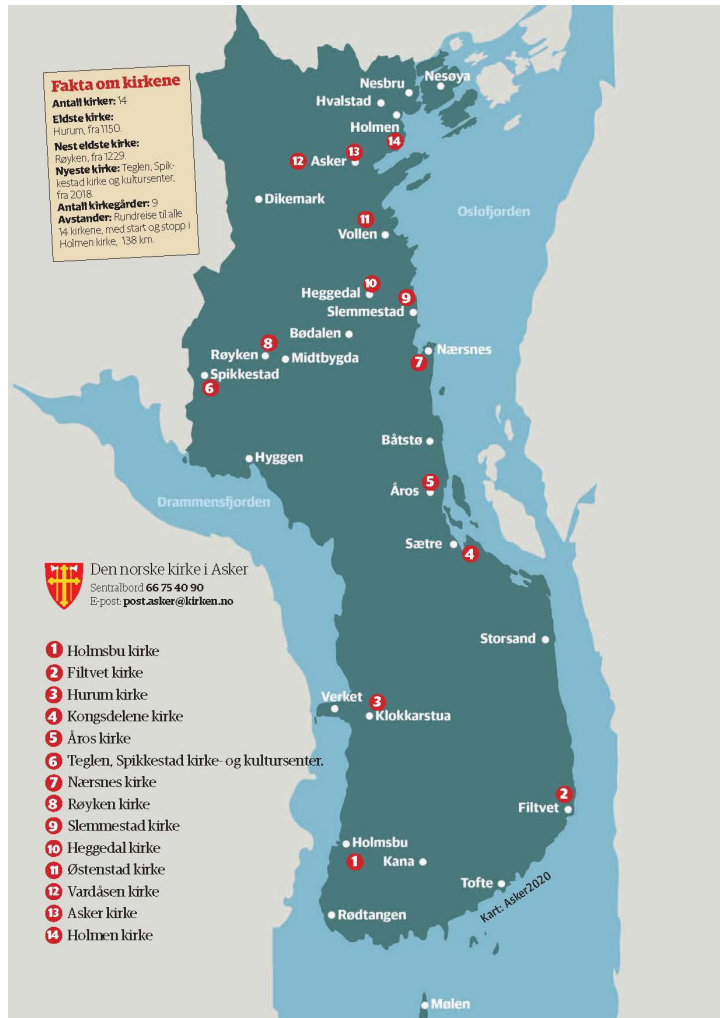 Fakta om kirkene
Antall kirker: 14
Eldste kirke:
Hurum, fra 1150.
Nest eldste kirke:
Røyken, fra 1229.
Nyeste kirke: Teglen, Spik-
kestad kirke og kultursenter,
fra 2018.
Antall kirkegårder: 9
Avstander: Rundreise til alle
14 kirkene, med start og stopp i
Holmen kirke, 138 km.
Nesbru
Nesøya
Hvalstad
Holmen
14
13
12 Asker
Dikemark
Oslofjorden
11
Vollen
10
Heggedal
9
Slemmestad
Bødalen
8
Røyken
Midtbygda
Nærsnes
7
Spikkestad
6
Båtstø
Hyggen
5
Åros
Drammensfjorden
Sætre
4
Den norske kirke i Asker
Sentralbord 66 75 40 90
E-post: post.asker@kirken.no
Storsand
1 Holmsbu kirke
2 Filtvet kirke
3 Hurum kirke
4 Kongsdelene kirke
5 Åros kirke
6 Teglen, Spikkestad kirke- og kultursenter.
7 Nærsnes kirke
8 Røyken kirke
9 Slemmestad kirke
10 Heggedal kirke
11 Østenstad kirke
12 Vardåsen kirke
13 Asker kirke
14 Holmen kirke
Verket
3
Klokkarstua
2
Filtvet
Holmsbu
1
Kana
Tofte
Kart: Asker2020
Rødtangen
Mølen